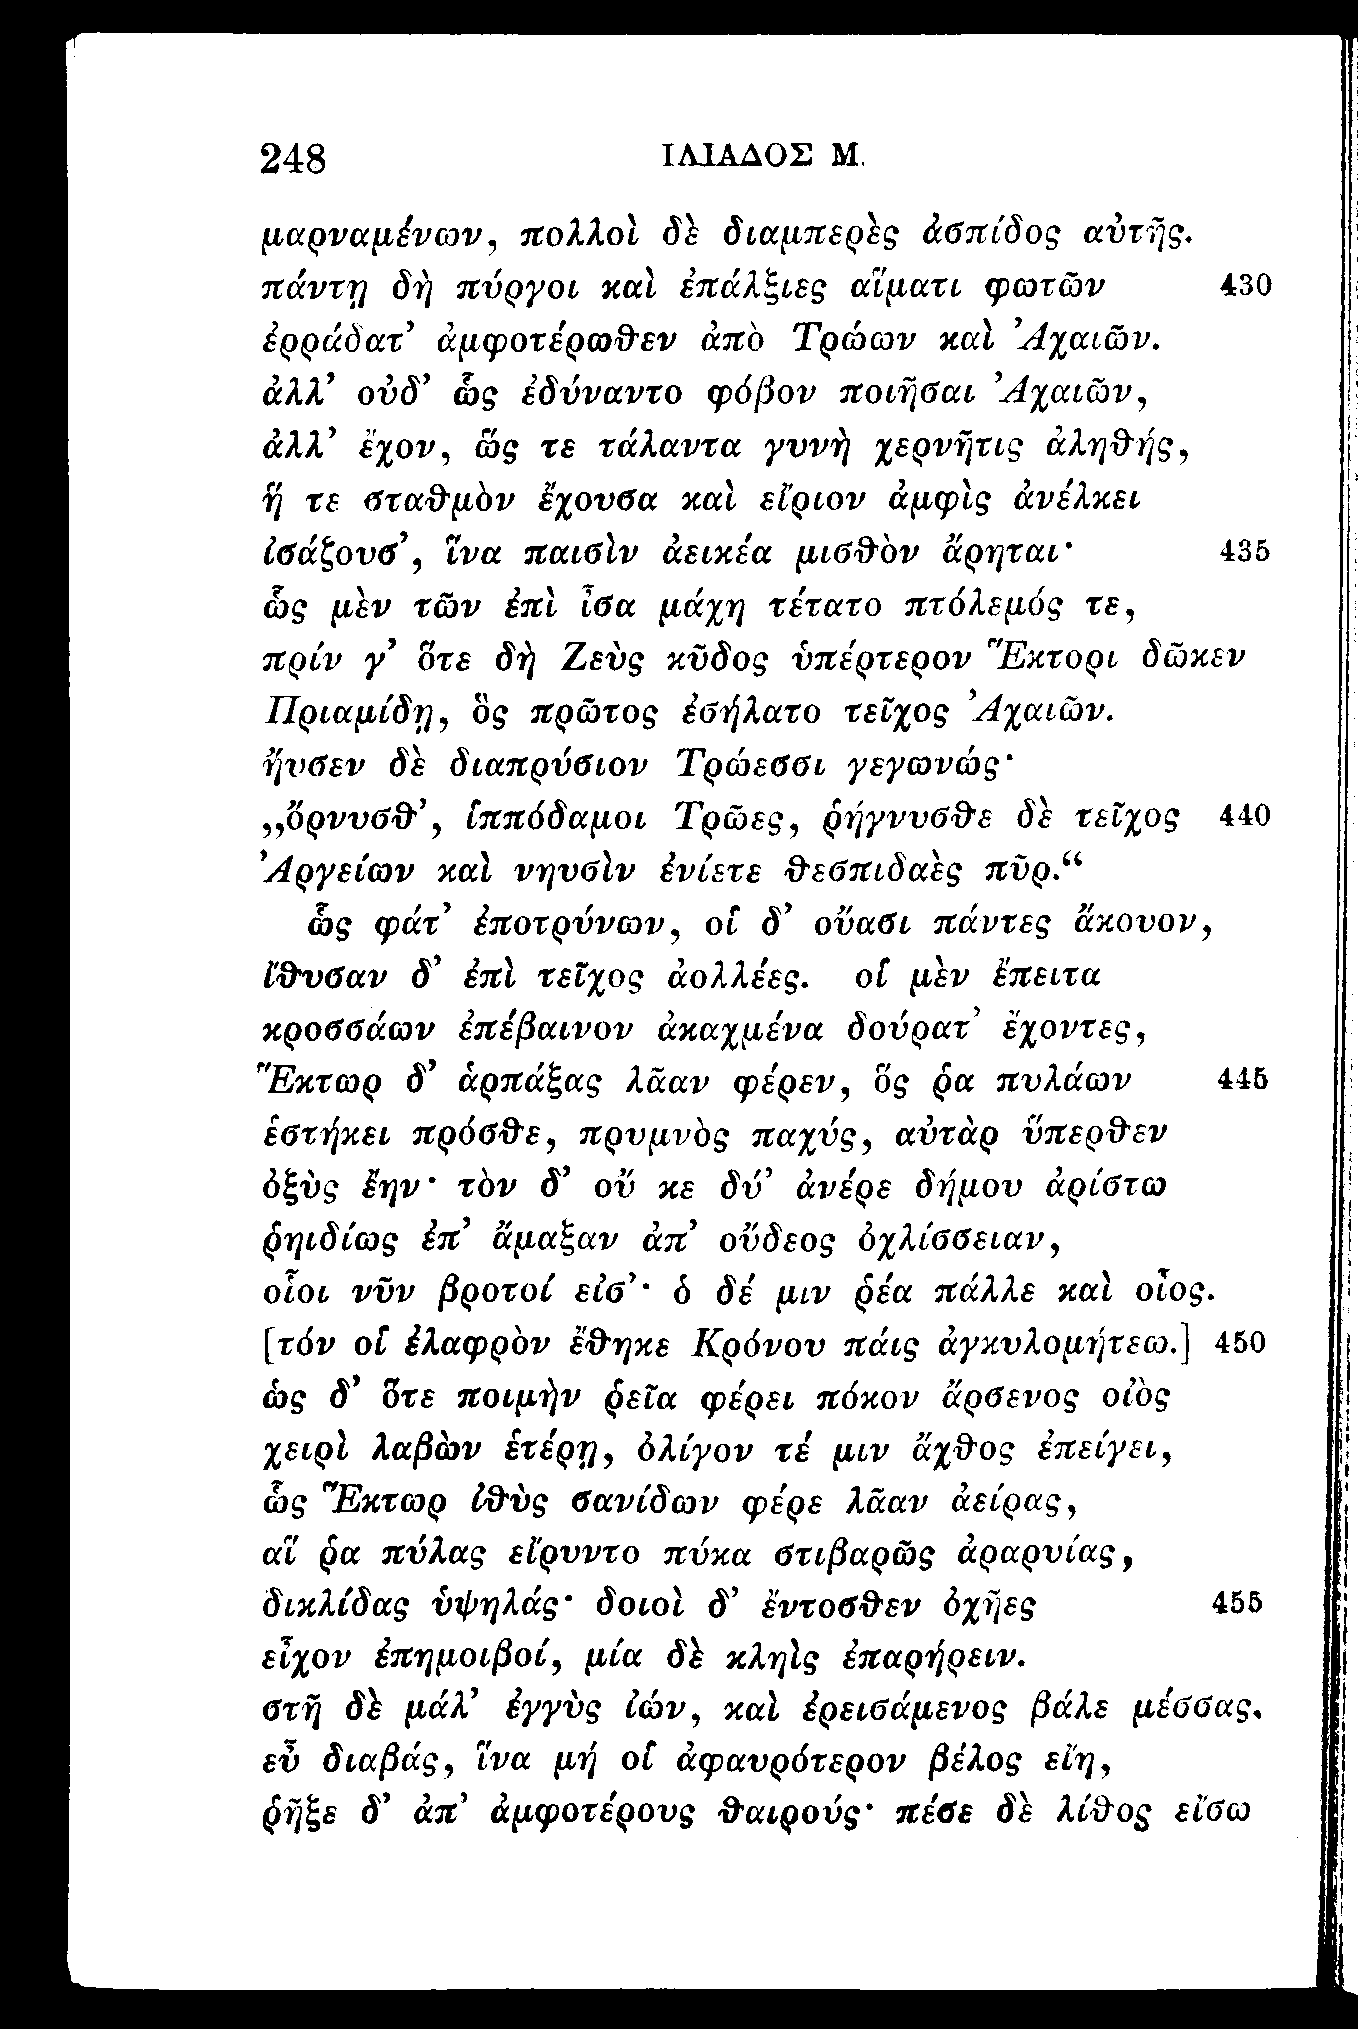 248 ΙΛΙΑΔΟΣ Μ.
μαρναμένων, πολλοὶ δὲ διαμπερὲς ἀσπίδος αὐτῆς.
πάντῃ δὴ πύργοι καὶ ἐπάλξιες αἵματι φωτῶν 430
ἐρράδατ’ ἀμφοτέρωθεν ἀπὸ Τρώων καὶ Ἀχαιῶν.
ἀλλ’ οὐδ’ ὧς ἐδύναντο φόβον ποιῆσαι Ἀχαιῶν,
ἀλλ’ ἔχον, ὥς τε τάλαντα γυνὴ χερνῆτις ἀληθής,
ἥ τε σταθμὸν ἔχουσα καὶ εἴριον ἀμφὶς ἀνέλκει
ἰσάζουσ’, ἵνα παισὶν ἀεικέα μισθὸν ἄρηται· 435
ὧς μὲν τῶν ἐπὶ ἶσα μάχη τέτατο πτόλεμός τε,
πρίν γ’ ὅτε δὴ Ζεὺς κῦδος ὑπέρτερον Ἕκτορι δῶκεν
Πριαμίδῃ, ὃς πρῶτος ἐσήλατο τεῖχος Ἀχαιῶν.
ἤυσεν δὲ διαπρύσιον Τρώεσσι γεγωνώς·
„ὄρνυσθ’, ἱππόδαμοι Τρῶες, ῥήγνυσθε δὲ τεῖχος 440
Ἀργείων καὶ νηυσὶν ἐνίετε θεσπιδαὲς πῦρ.“
ὧς φάτ’ ἐποτρύνων, οἳ δ’ οὔασι πάντες ἄκουον,
ἴθυσαν δ’ ἐπὶ τεῖχος ἀολλέες. οἳ μὲν ἔπειτα
κροσσάων ἐπέβαινον ἀκαχμένα δούρατ’ ἔχοντες,
Ἕκτωρ δ’ ἁρπάξας λᾶαν φέρεν, ὅς ῥα πυλάων 445
ἑστήκει πρόσθε, πρυμνὸς παχύς, αὐτὰρ ὕπερθεν
ὀξὺς ἔην· τὸν δ’ οὔ κε δύ’ ἀνέρε δήμου ἀρίστω
ῥηιδίως ἐπ’ ἄμαξαν ἀπ’ οὔδεος ὀχλίσσειαν,
οἷοι νῦν βροτοί εἰσ’· ὁ δέ μιν ῥέα πάλλε καὶ οἶος.
[τόν οἱ ἐλαφρὸν ἔθηκε Κρόνου πάις ἀγκυλομήτεω.] 450
ὡς δ’ ὅτε ποιμὴν ῥεῖα φέρει πόκον ἄρσενος οἰὸς
χειρὶ λαβὼν ἑτέρῃ, ὀλίγον τέ μιν ἄχθος ἐπείγει,
ὧς Ἕκτωρ ἰθὺς σανίδων φέρε λᾶαν ἀείρας,
αἵ ῥα πύλας εἴρυντο πύκα στιβαρῶς ἀραρυίας,
δικλίδας ὑψηλάς· δοιοὶ δ’ ἔντοσθεν ὀχῆες 455
εἶχον ἐπημοιβοί, μία δὲ κληὶς ἐπαρήρειν.
στῆ δὲ μάλ’ ἐγγὺς ἰών, καὶ ἐρεισάμενος βάλε μέσσας,
εὖ διαβάς, ἵνα μή οἱ ἀφαυρότερον βέλος εἴη,
ῥῆξε δ’ ἀπ’ ἀμφοτέρους θαιρούς· πέσε δὲ λίθος εἴσω